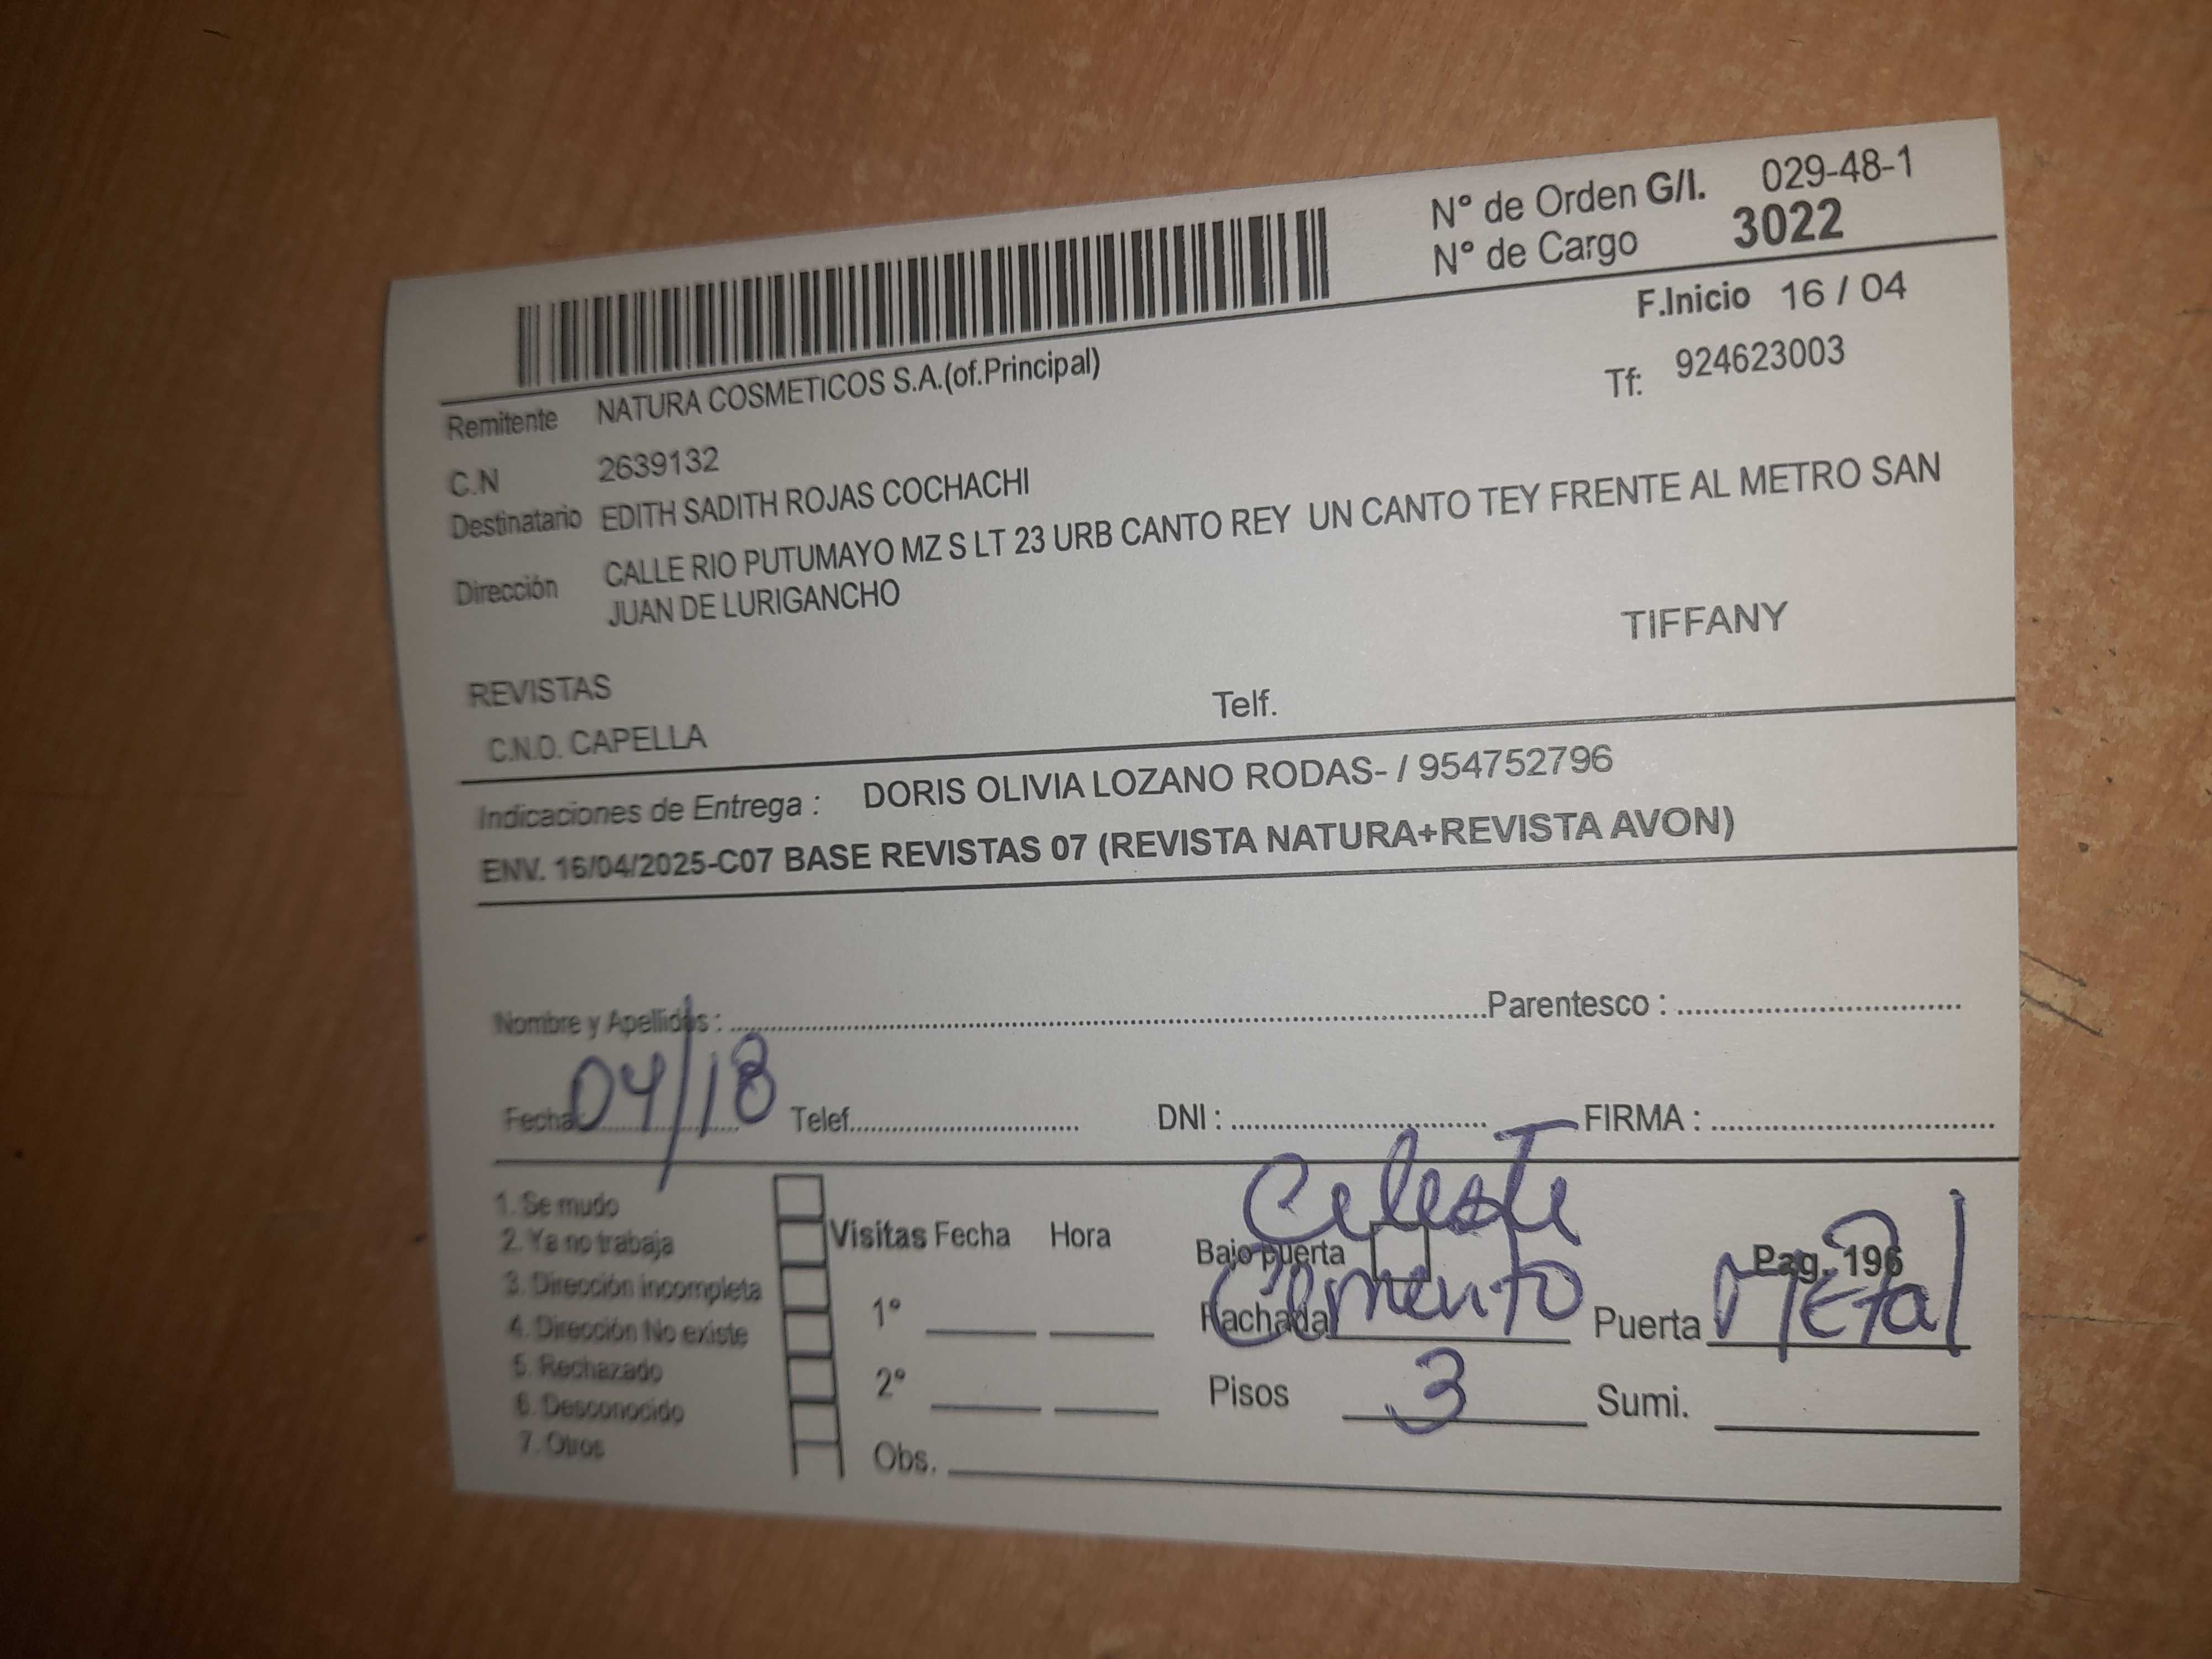 N° de Orden G/I. 029-48-1
N° de Cargo 3022
F.Inicio 16 / 04
Remitente NATURA COSMETICOS S.A.(of.Principal)
Tf: 924623003
C.N 2639132
Destinatario EDITH SADITH ROJAS COCHACHI
Dirección CALLE RIO PUTUMAYO MZ S LT 23 URB CANTO REY UN CANTO TEY FRENTE AL METRO SAN
JUAN DE LURIGANCHO
TIFFANY
REVISTAS
C.N.O. CAPELLA Telf.
Indicaciones de Entrega : DORIS OLIVIA LOZANO RODAS- / 954752796
ENV. 16/04/2025-C07 BASE REVISTAS 07 (REVISTA NATURA+REVISTA AVON)
Nombre y Apellidos : Parentesco :
Fecha 04/18 Telef. DNI : FIRMA :
Celeste
1. Se mudo
2. Ya no trabaja
3. Dirección incompleta
4. Dirección No existe
5. Rechazado
6. Desconocido
7. Otros
Visitas Fecha Hora
1°
2°
Obs.
Bajo puerta Pag. 196
Fachada Cemento Puerta Metal
Pisos 3 Sumi.